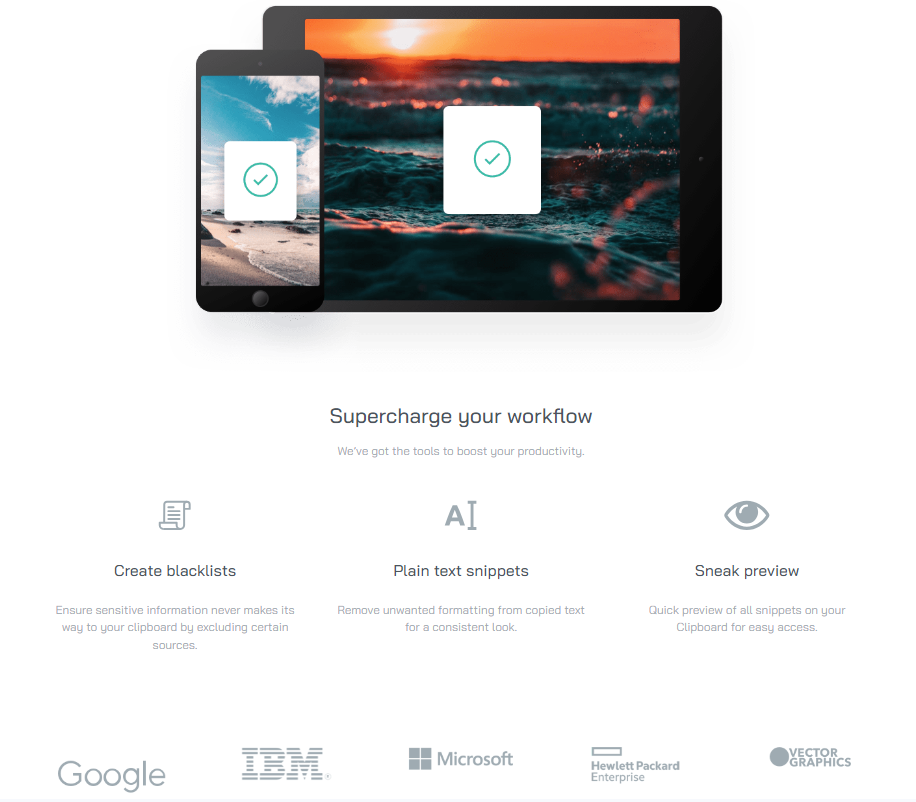 Supercharge your workflow
We've got the tools to boost your productivity.
Create blacklists
Ensure sensitive information never makes its
way to your clipboard by excluding certain
sources.
Plain text snippets
Remove unwanted formatting from copied text
for a consistent look.
Sneak preview
Quick preview of all snippets on your
Clipboard for easy access.
Google
IBM®
Microsoft
Hewlett Packard
Enterprise
VECTOR
GRAPHICS